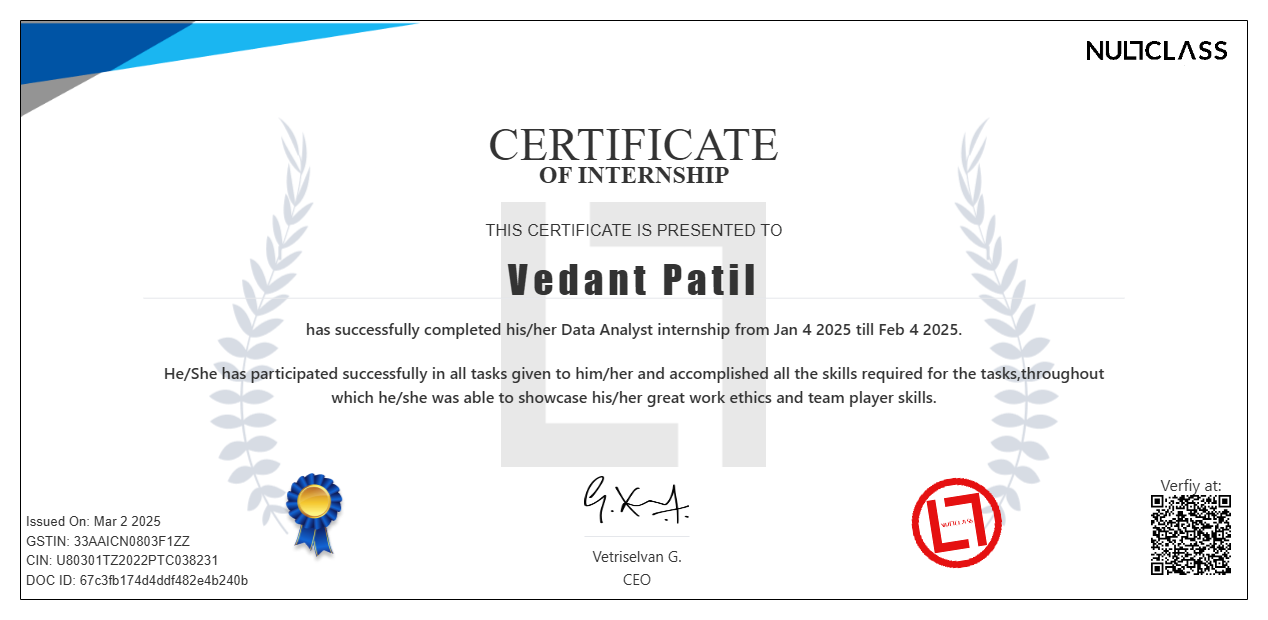 NULLCLASS
CERTIFICATE
OF INTERNSHIP
THIS CERTIFICATE IS PRESENTED TO
Vedant Patil
has successfully completed his/her Data Analyst internship from Jan 4 2025 till Feb 4 2025.
He/She has participated successfully in all tasks given to him/her and accomplished all the skills required for the tasks,throughout
which he/she was able to showcase his/her great work ethics and team player skills.
Issued On: Mar 2 2025
GSTIN: 33AAICN0803F1ZZ
CIN: U80301TZ2022PTC038231
DOC ID: 67c3fb174d4ddf482e4b240b
Vetriselvan G.
CEO
NULLCLASS
Verfiy at: